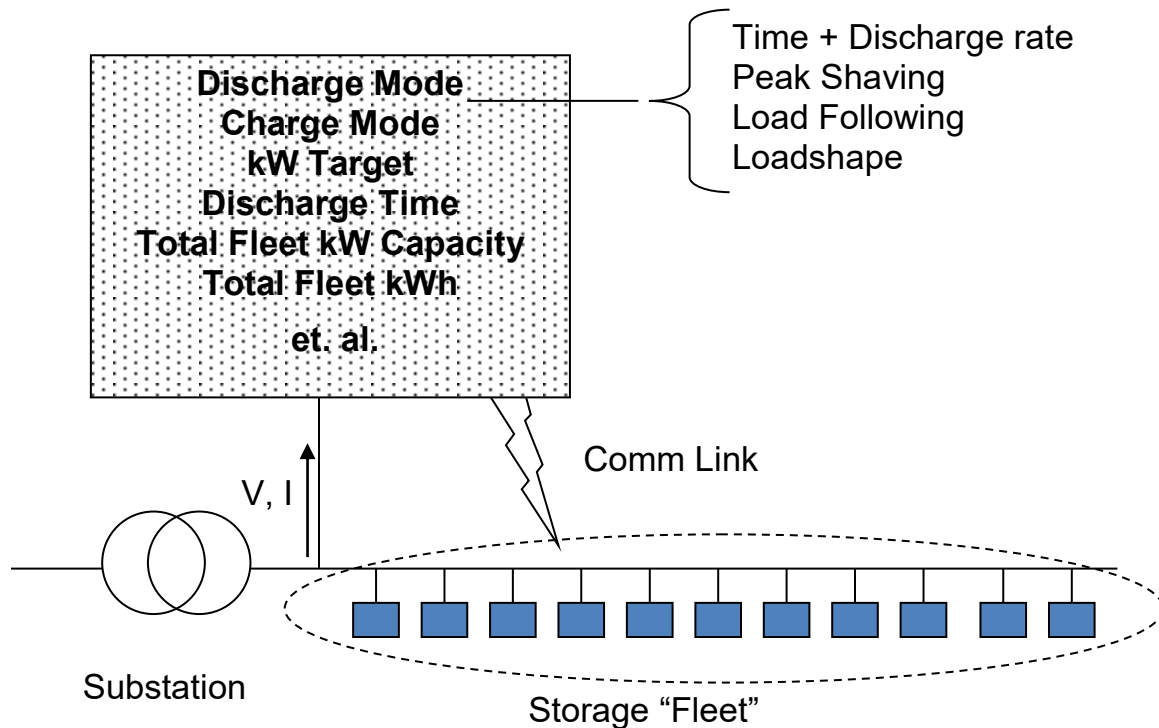 Discharge Mode
Charge Mode
kW Target
Discharge Time
Total Fleet kW Capacity
Total Fleet kWh
et. al.
Time + Discharge rate
Peak Shaving
Load Following
Loadshape
Comm Link
V, I
Substation
Storage “Fleet”